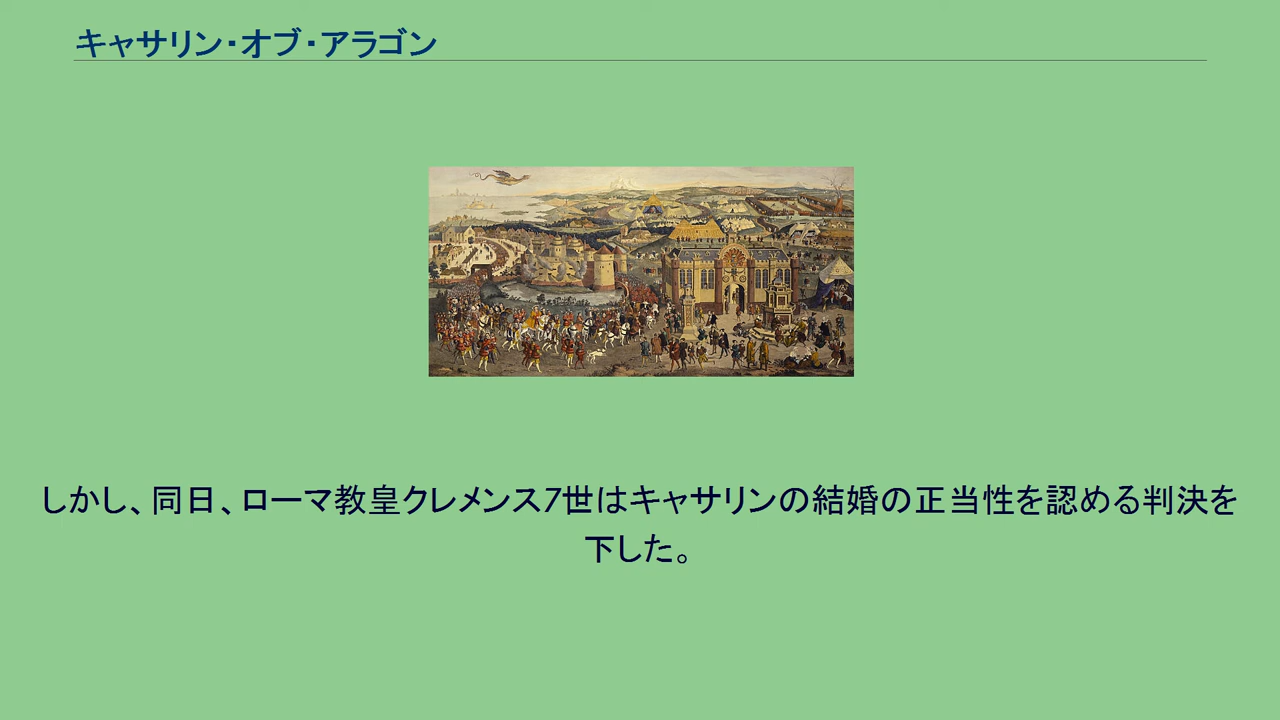 キャサリン・オブ・アラゴン
しかし、同日、ローマ教皇クレメンス7世はキャサリンの結婚の正当性を認める判決を
下した。